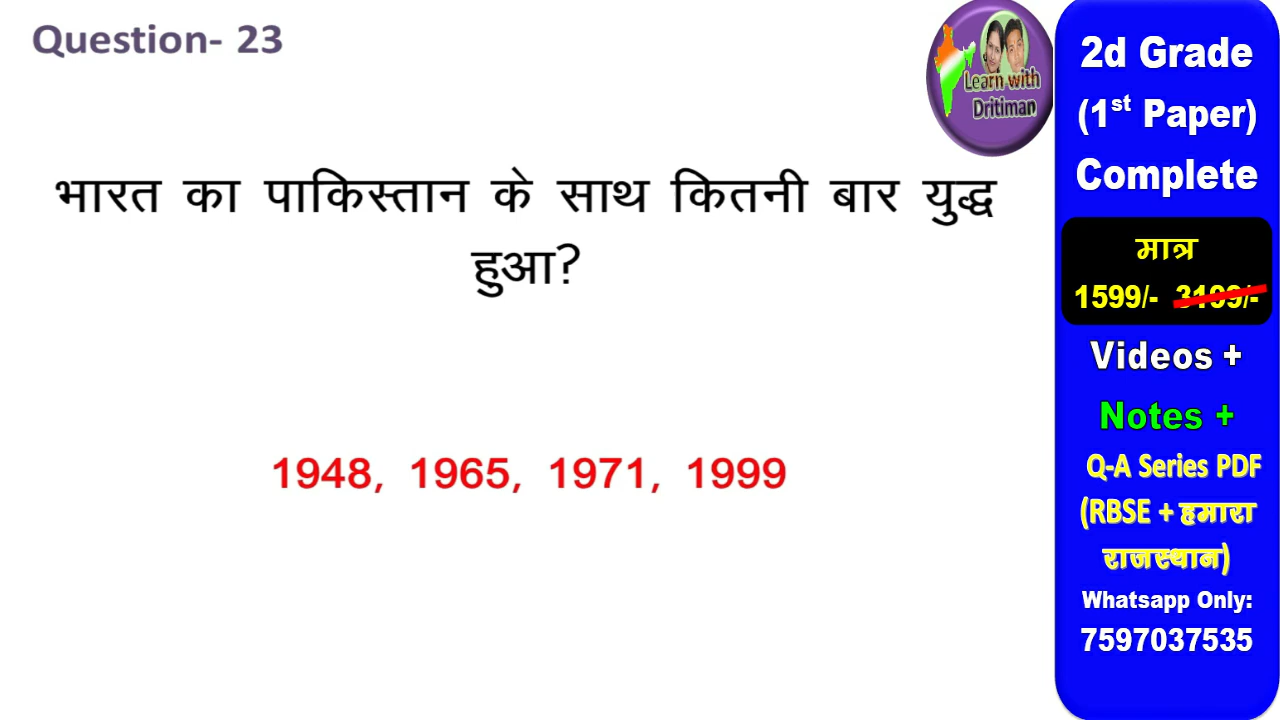 Question- 23
भारत का पाकिस्तान के साथ कितनी बार युद्ध
हुआ?
1948, 1965, 1971, 1999
Learn with
Dritiman
2d Grade
(1st Paper)
Complete
मात्र
1599/- 3199/-
Videos +
Notes +
Q-A Series PDF
(RBSE + हमारा
राजस्थान)
Whatsapp Only:
7597037535